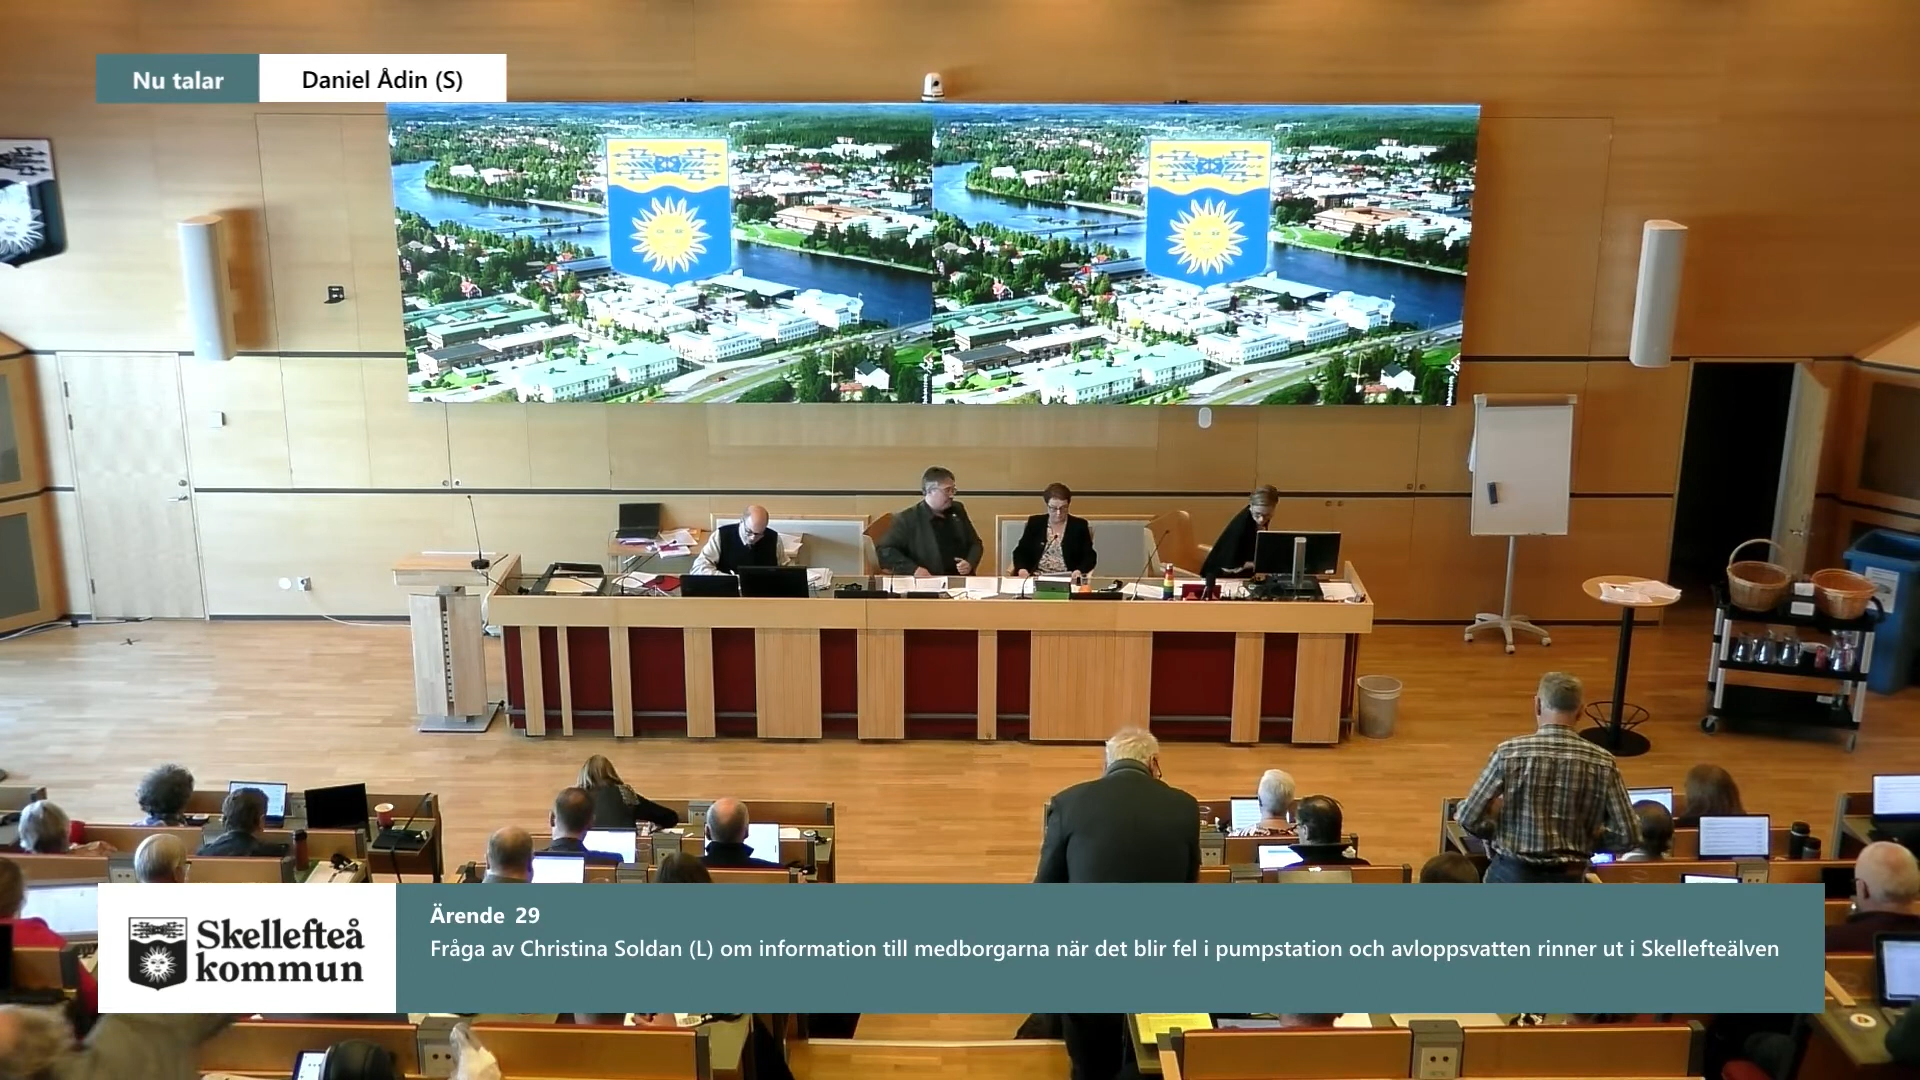 Nu talar
Daniel Ådin (S)
Skellefteå
kommun
Ärende 29
Fråga av Christina Soldan (L) om information till medborgarna när det blir fel i pumpstation och avloppsvatten rinner ut i Skellefteälven